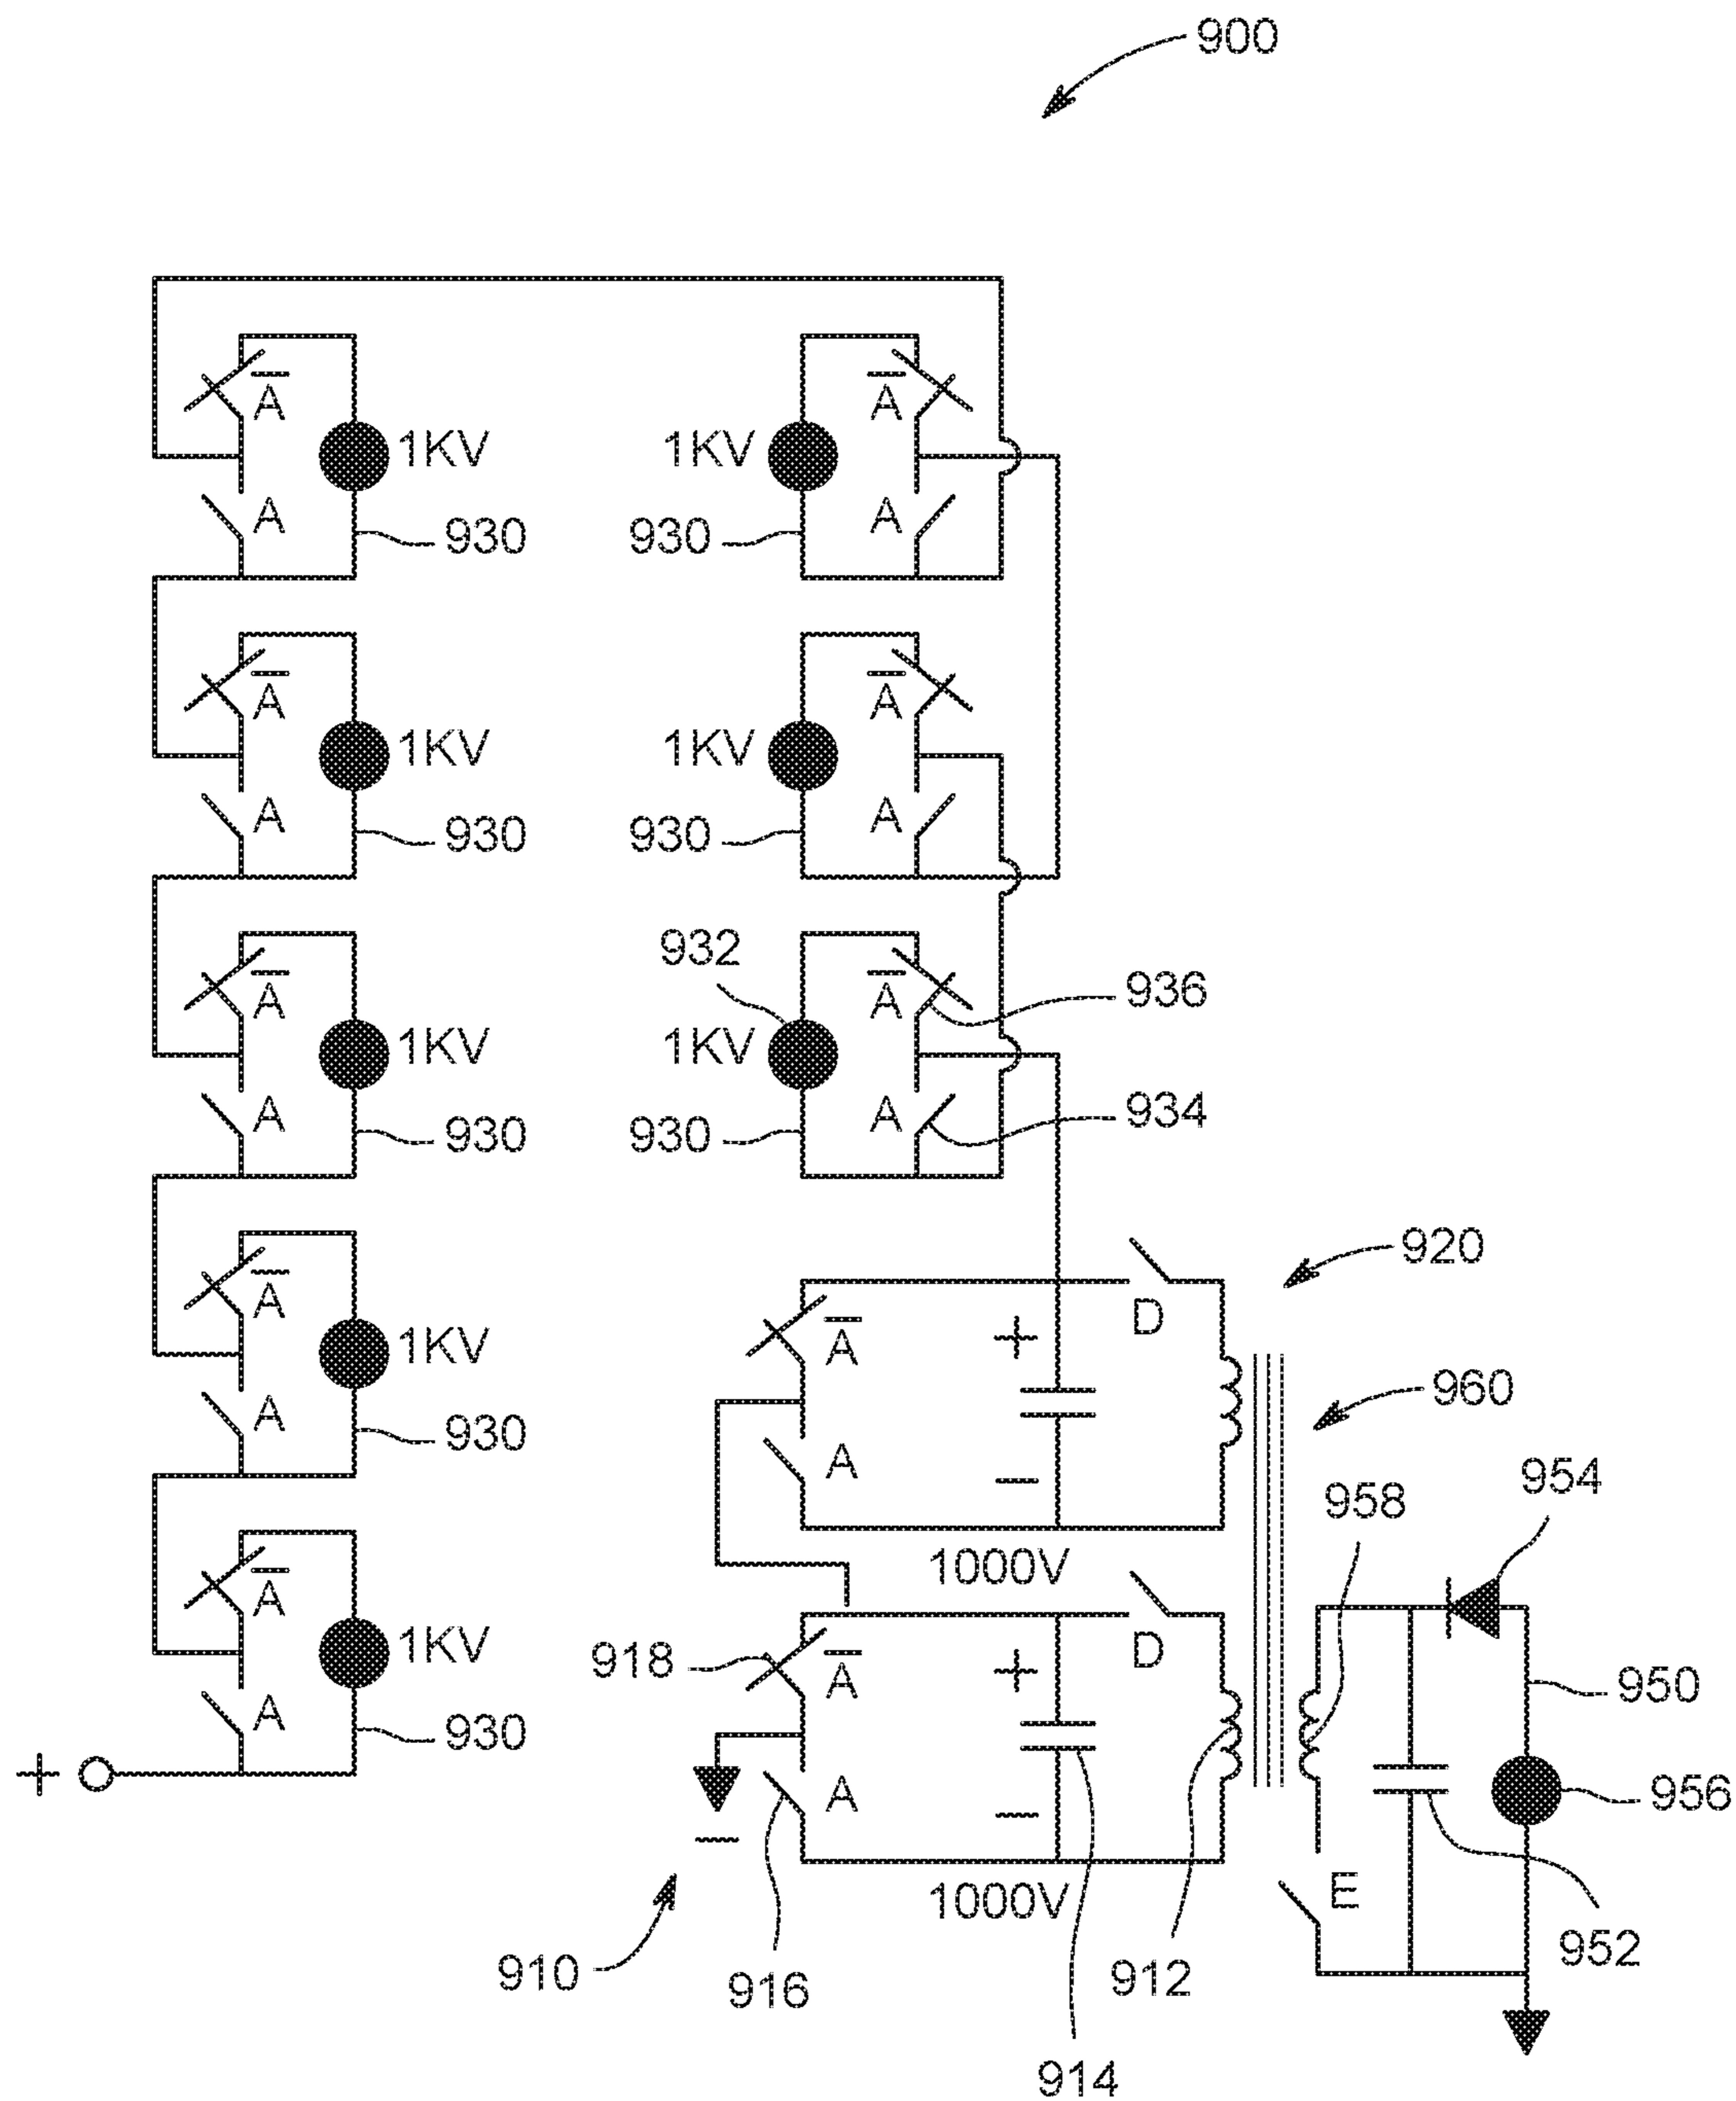 900
A̅ A̅
1KV 1KV
A A
930 930
A̅ A̅
1KV 1KV
A A
930 930
932
A̅ A̅ 936
1KV 1KV
A A 934
930 930
920
A̅ D
1KV A̅ +
960
A A
930 − 954
958
A̅ 1000V
1KV 918 A̅ + D 950
A
930 956
+ A
− − E
1000V 952
910 916 912
914